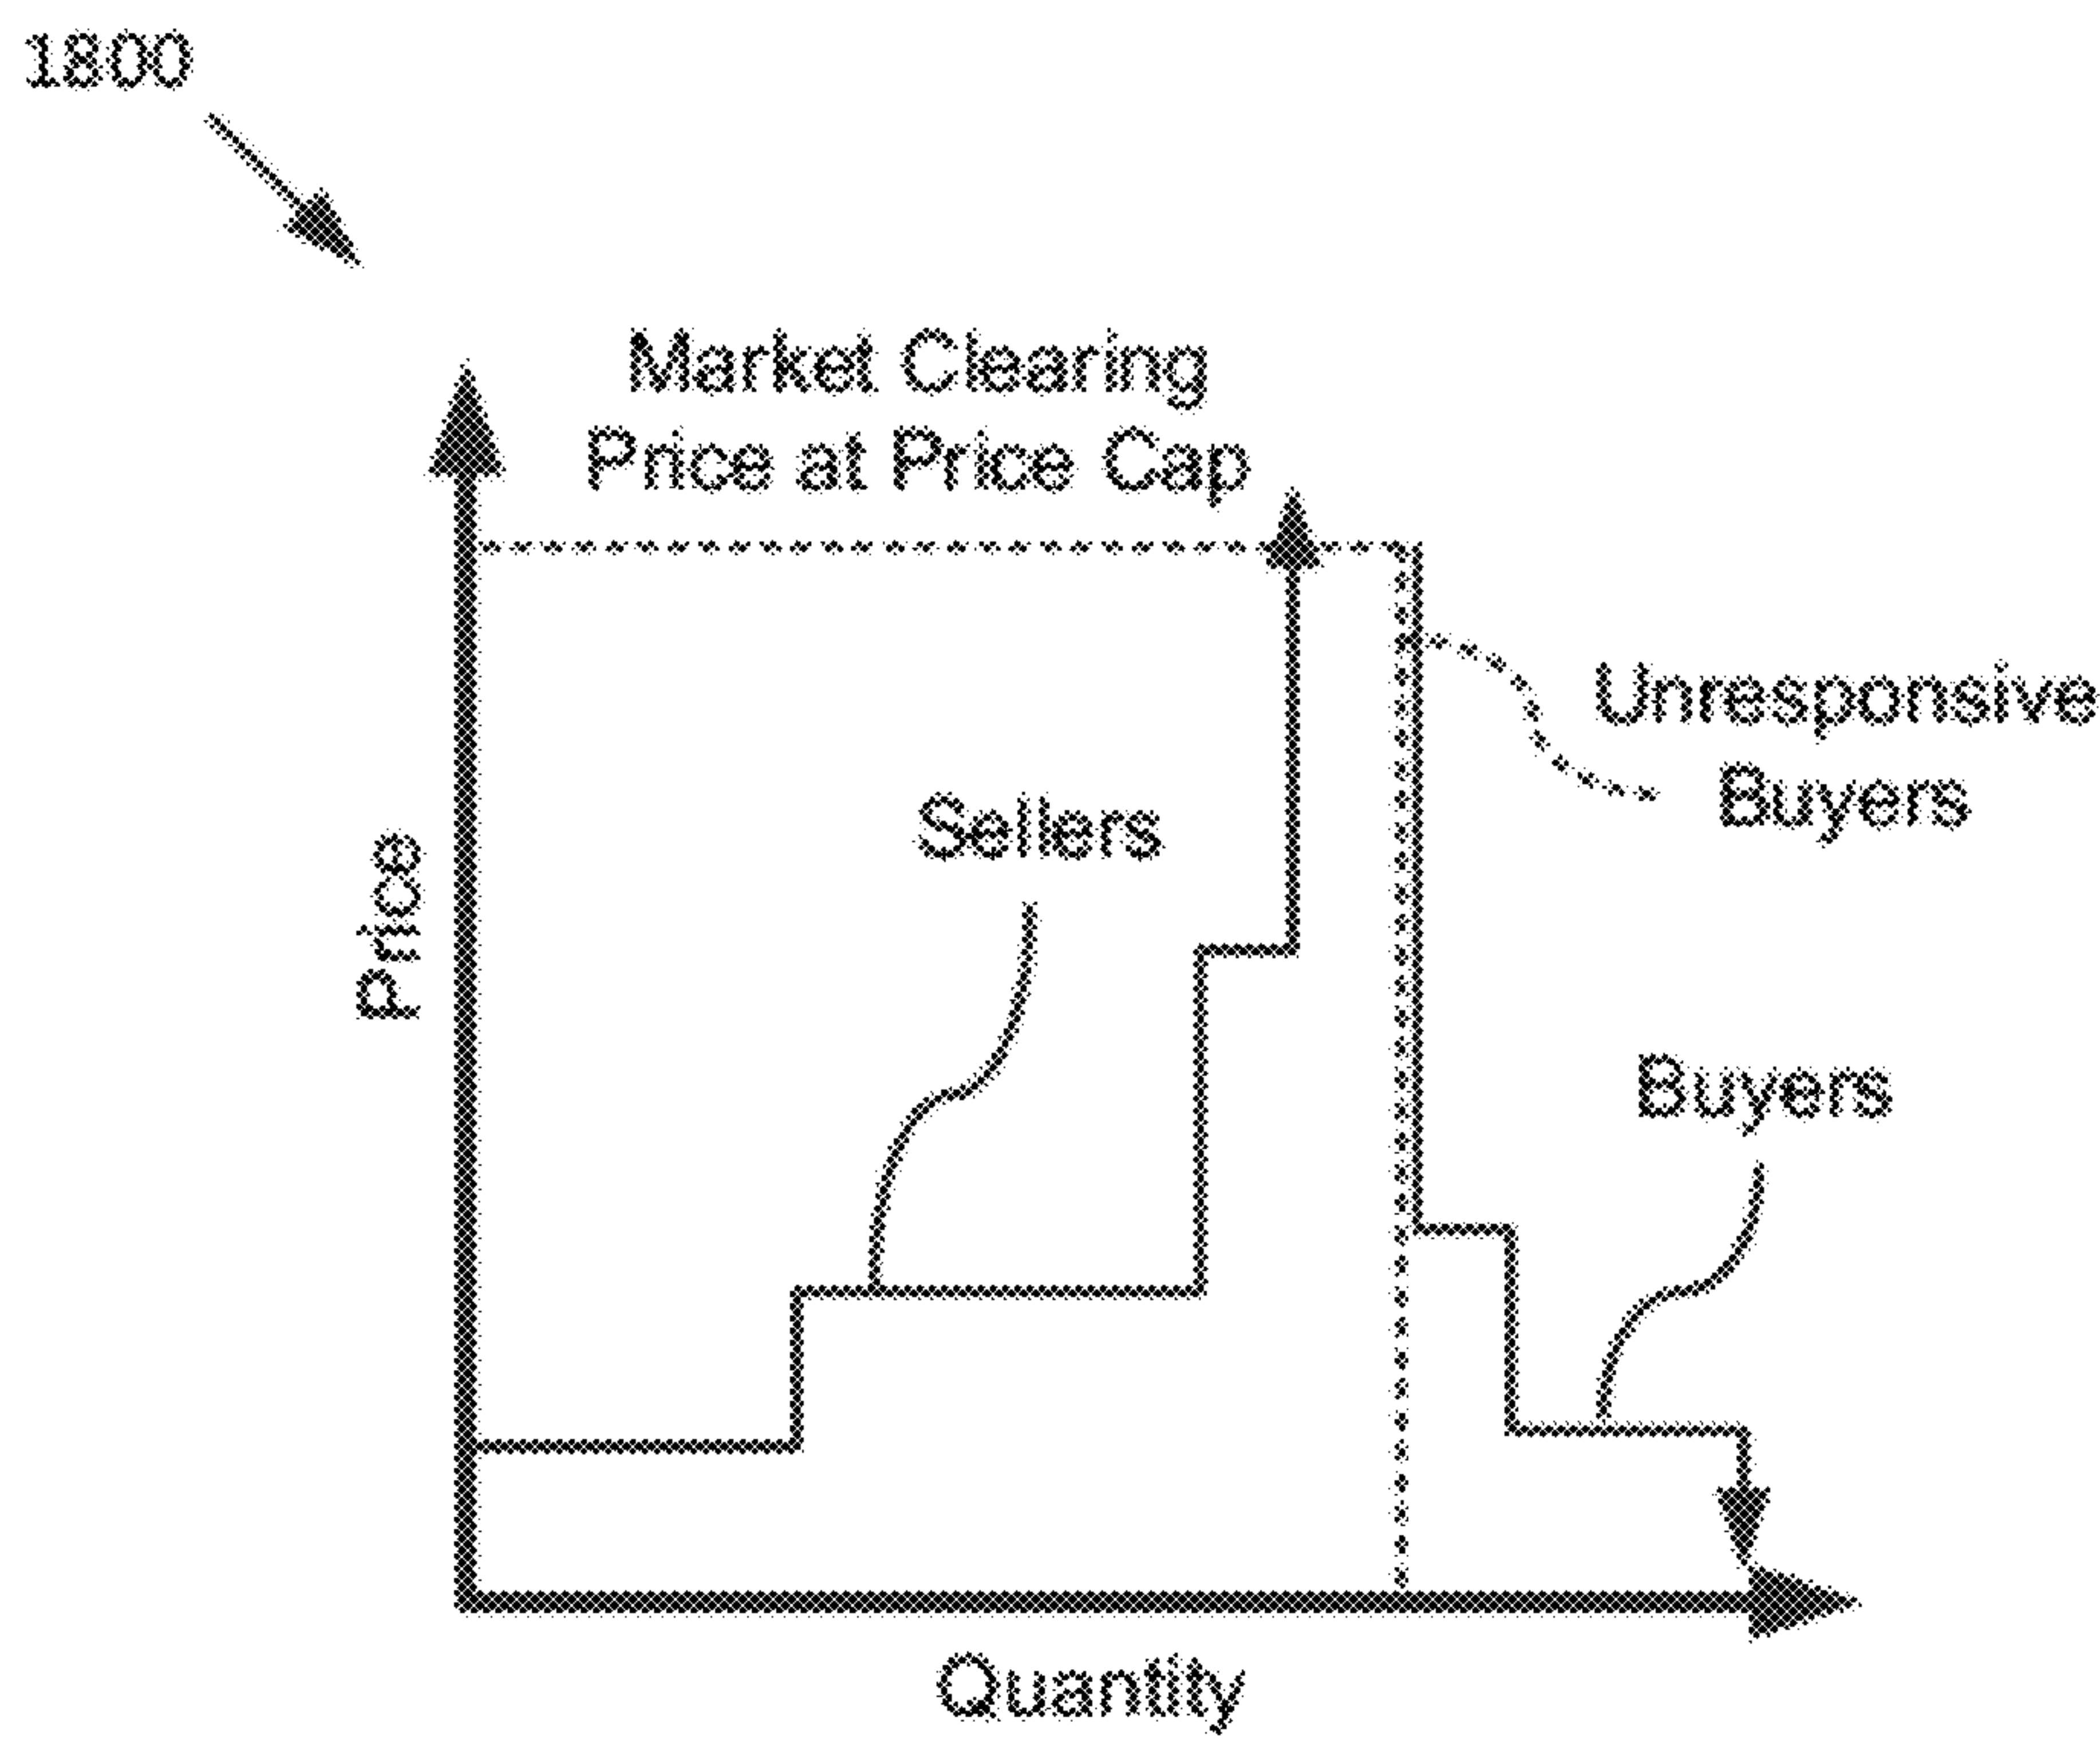 1800
Market Clearing
Price at Price Cap
Unresponsive
Buyers
Sellers
Price
Buyers
Quantity